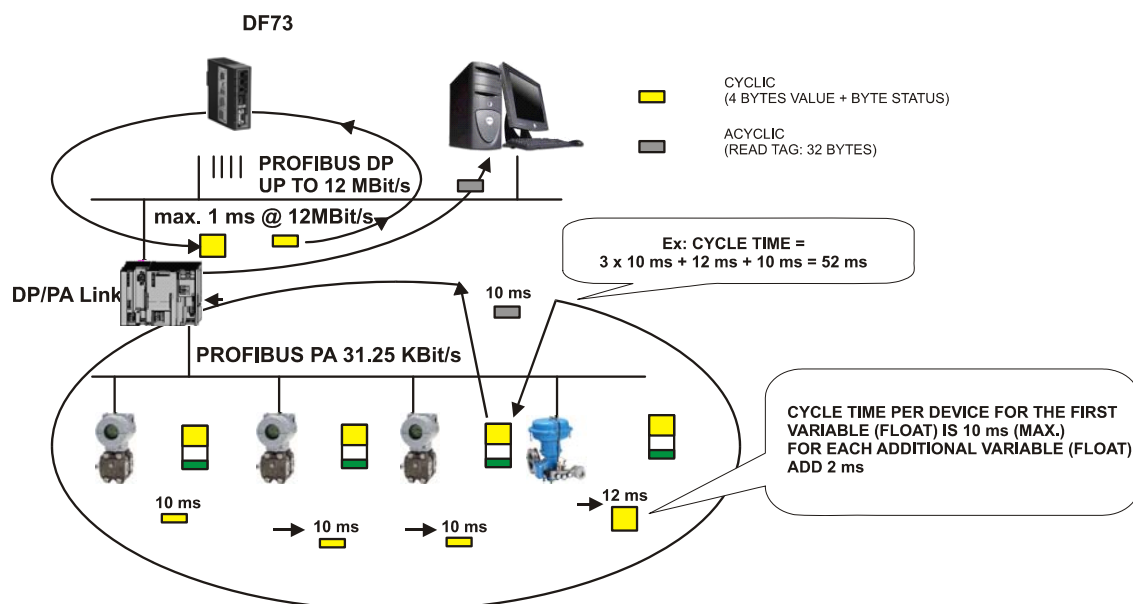 DF73
CYCLIC
(4 BYTES VALUE + BYTE STATUS)
ACYCLIC
(READ TAG: 32 BYTES)
PROFIBUS DP
UP TO 12 MBit/s
max. 1 ms @ 12MBit/s
Ex: CYCLE TIME =
3 x 10 ms + 12 ms + 10 ms = 52 ms
DP/PA Link
10 ms
PROFIBUS PA 31.25 KBit/s
CYCLE TIME PER DEVICE FOR THE FIRST
VARIABLE (FLOAT) IS 10 ms (MAX.)
FOR EACH ADDITIONAL VARIABLE (FLOAT)
ADD 2 ms
10 ms
10 ms
10 ms
12 ms